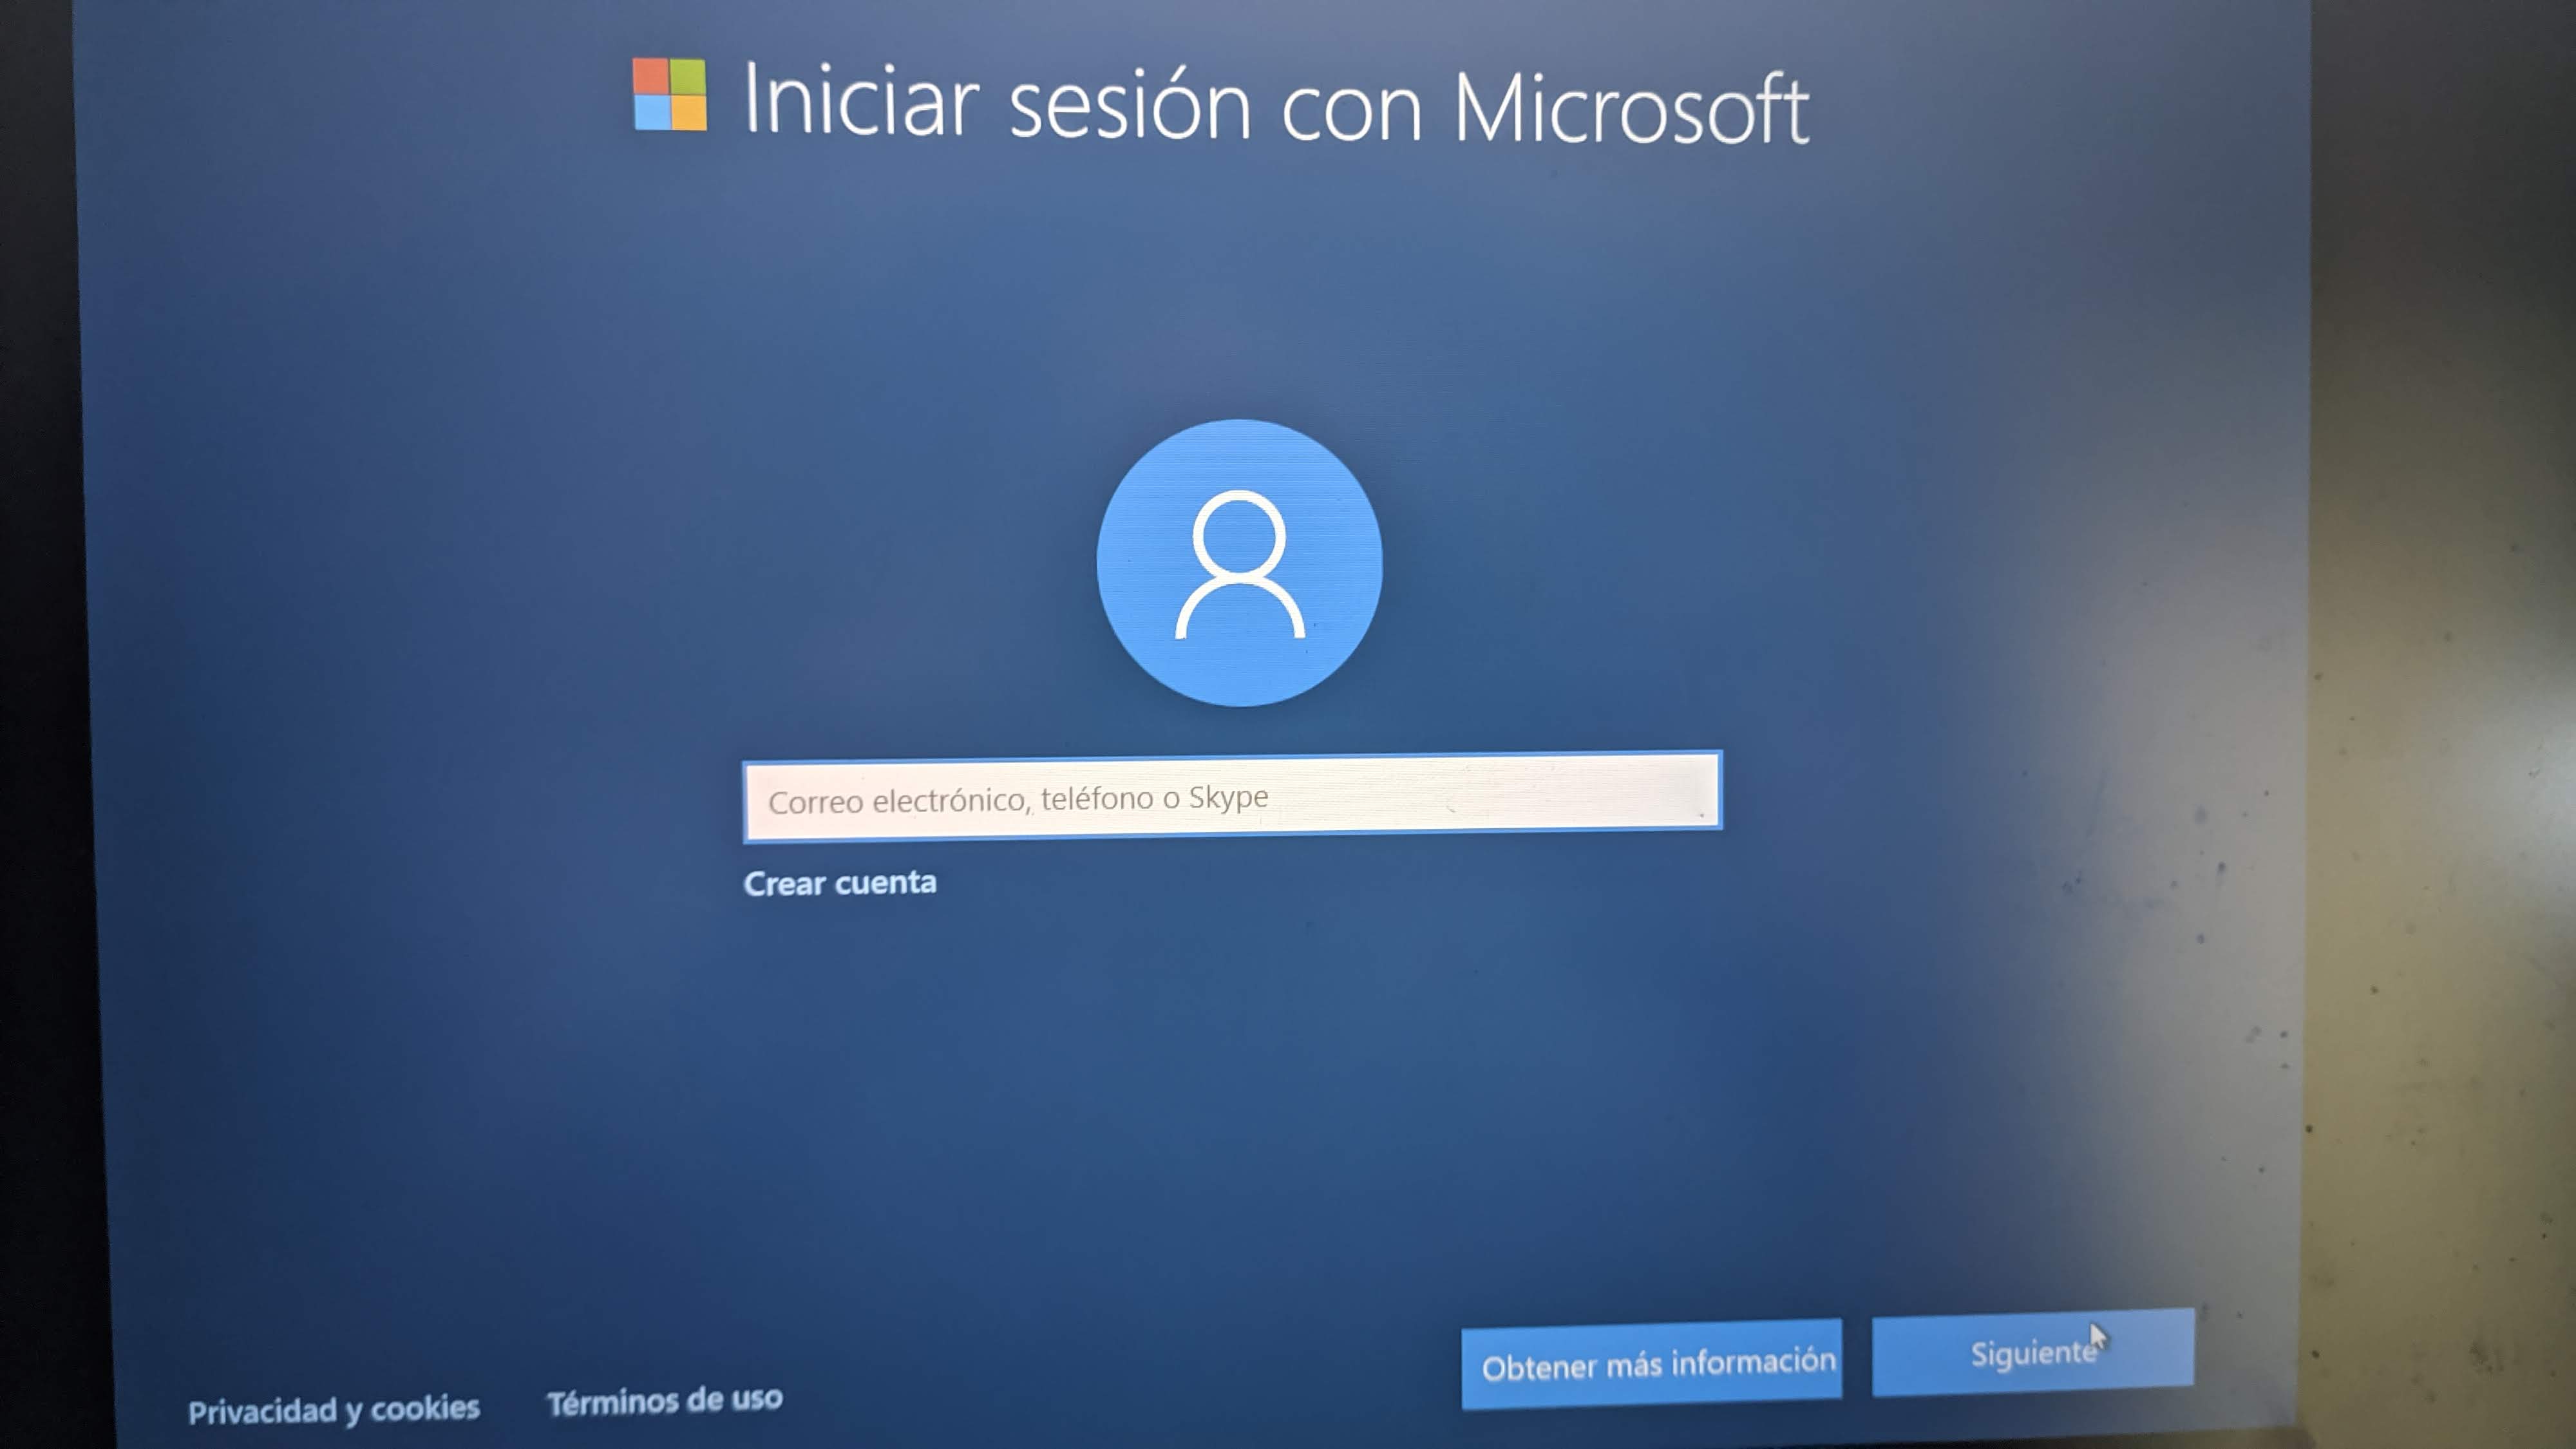 Iniciar sesión con Microsoft
Correo electrónico, teléfono o Skype
Crear cuenta
Privacidad y cookies
Términos de uso
Obtener más información
Siguiente